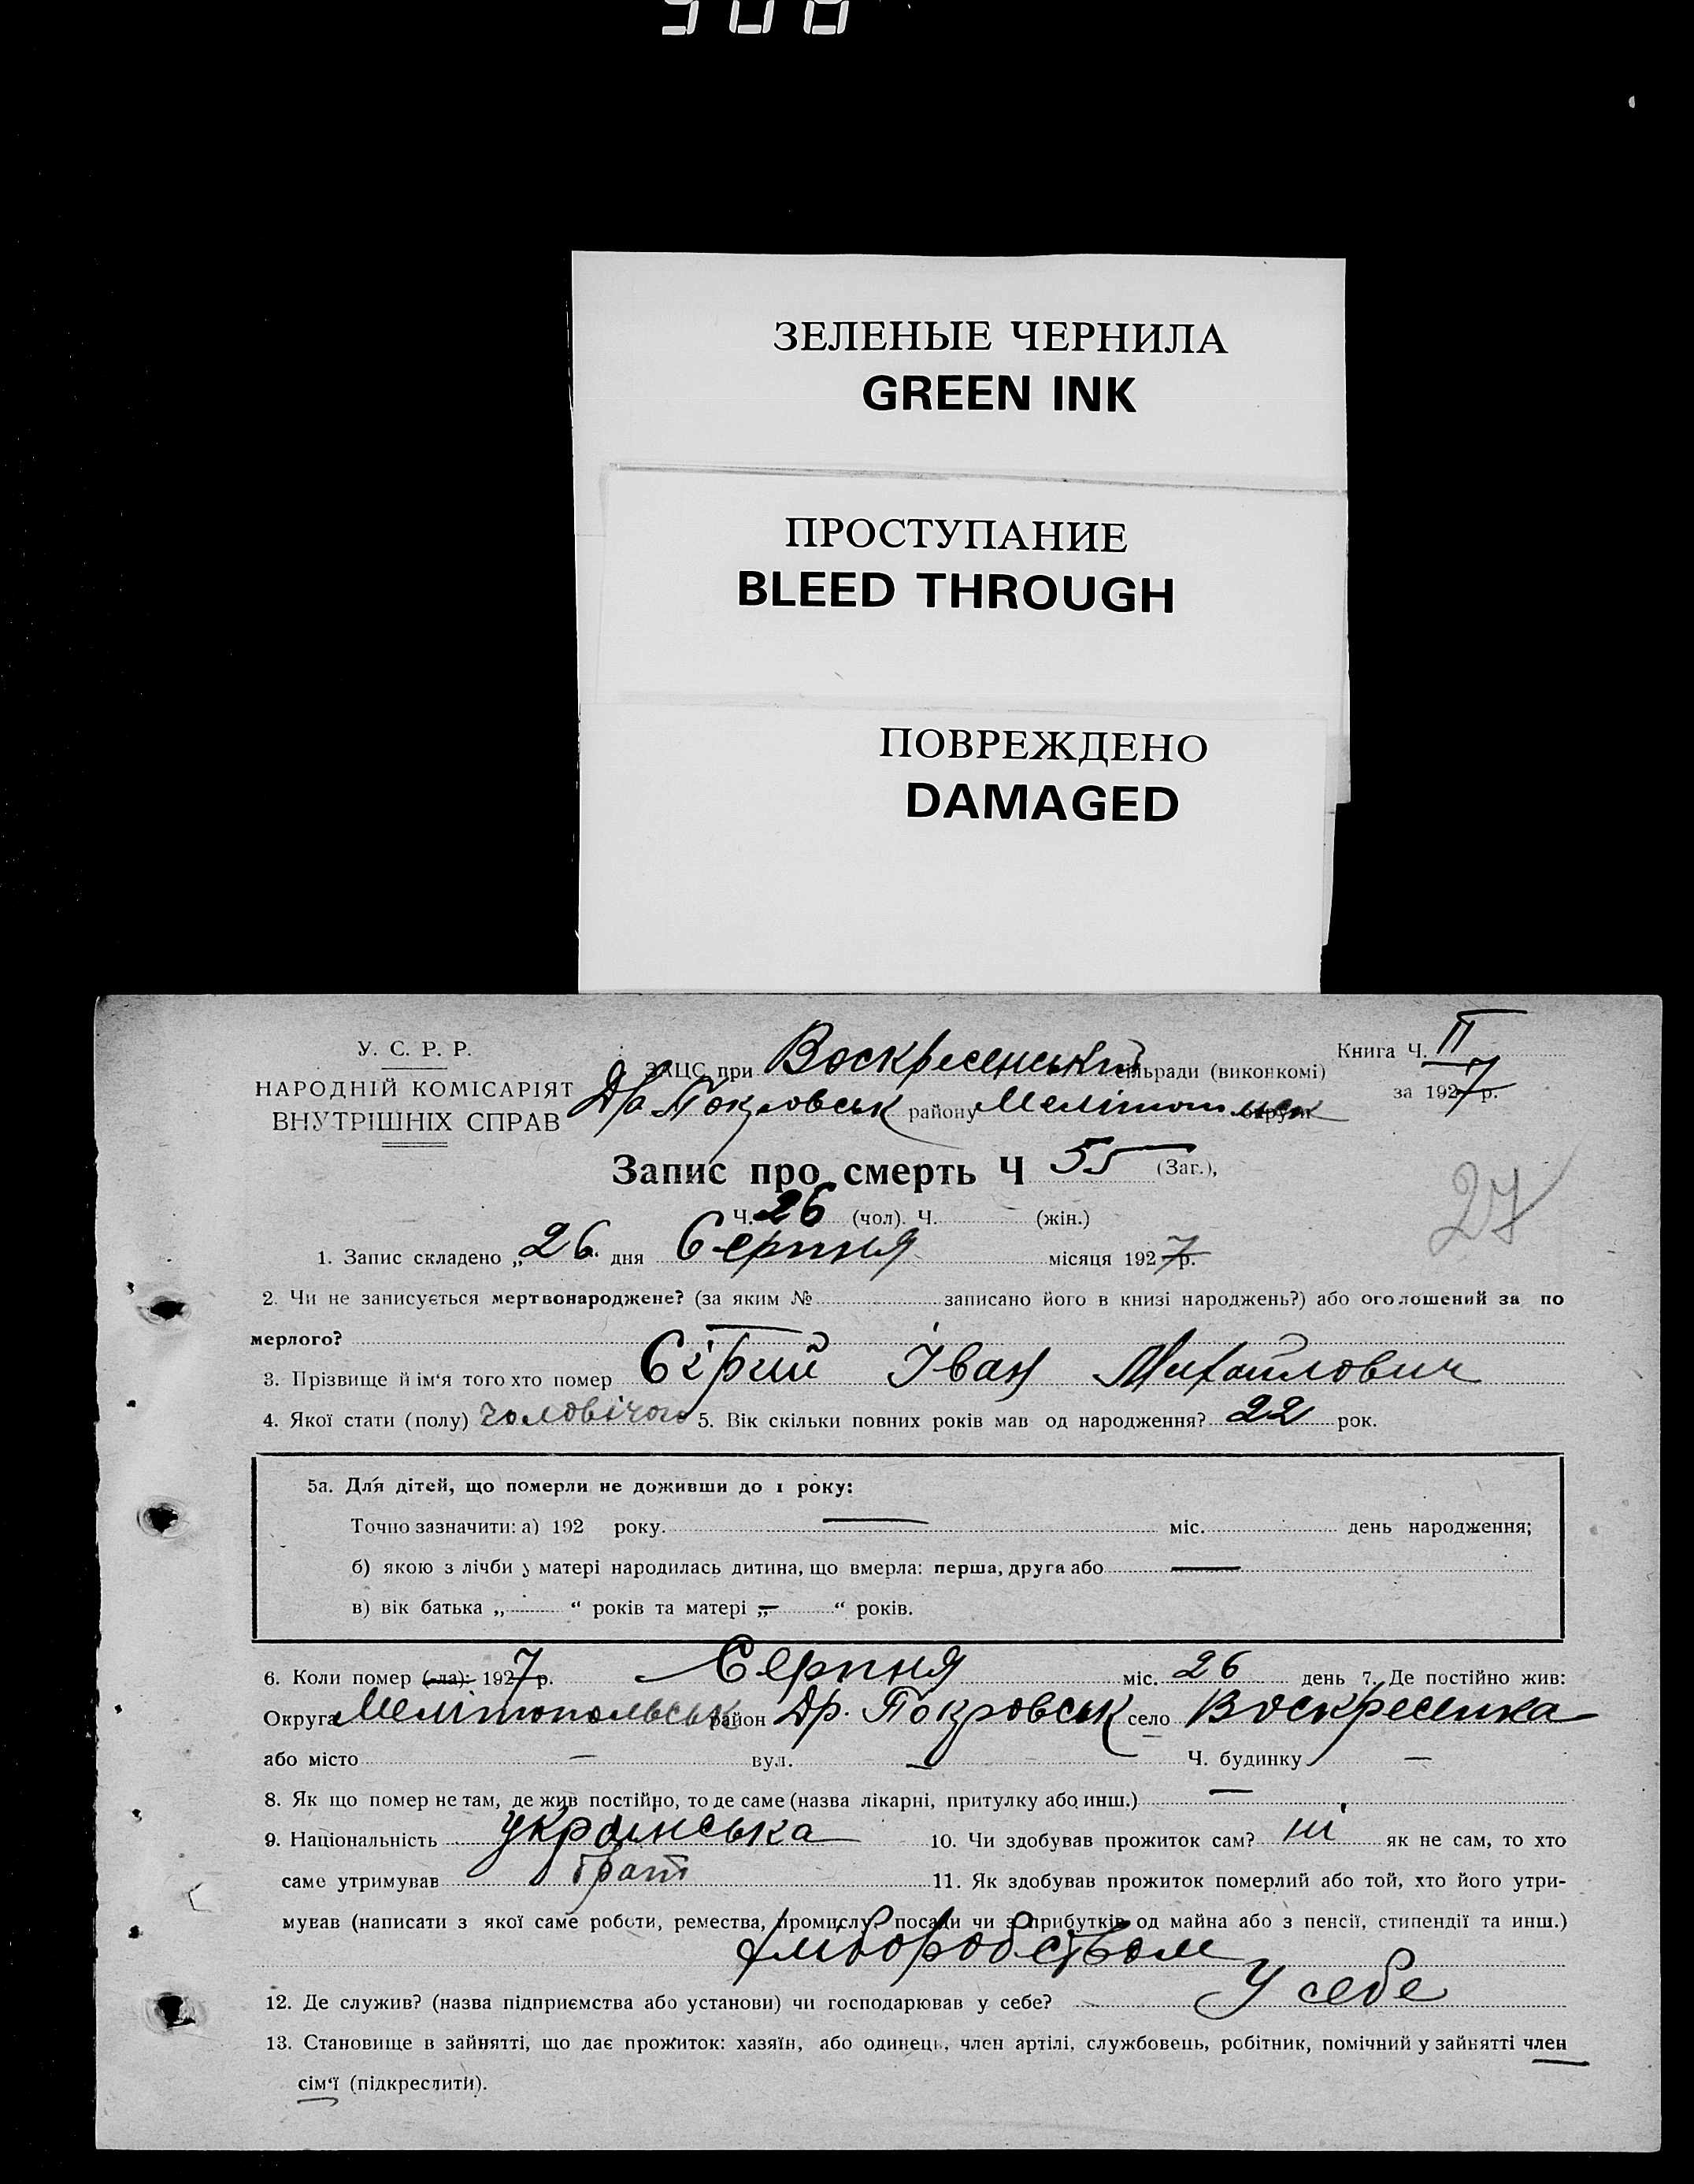 ЗЕЛЕНЫЕ ЧЕРНИЛА
GREEN INK
ПРОСТУПАНИЕ
BLEED THROUGH
ПОВРЕЖДЕНО
DAMAGED
У. С. Р. Р.
НАРОДНІЙ КОМІСАРІЯТ
ВНУТРІШНІХ СПРАВ
ЗАЦС при Воскресенській сільради (виконкомі)
Др. Покровськ району Мелітоп округи
Книга Ч. II
за 1927 р.
Запис про смерть Ч 55 (Заг.),
Ч. 26 (чол). Ч. (жін.)
27
1. Запис складено „26 дня Серпня місяця 1927 р.
2. Чи не записується мертвонароджене? (за яким № записано його в книзі народжень?) або оголошений за по
мерлого?
3. Прізвище й ім‘я того хто помер Сірий Іван Михайлович
4. Якої стати (полу) чоловічого 5. Вік скільки повних років мав од народження? 22 рок.
5а. Для дітей, що померли не доживши до 1 року:
Точно зазначити: а) 192 року. — міс. день народження;
б) якою з лічби у матері народилась дитина, що вмерла: перша, друга або —
в) вік батька „ “ років та матері „— “ років.
6. Коли помер (-ла): 1927 р. Серпня міс. 26 день 7. Де постійно жив:
Округа Мелітопольськ район Др. Покровськ село Воскресенка
або місто — вул. — Ч. будинку —
8. Як що помер не там, де жив постійно, то де саме (назва лікарні, притулку або инш.) —
9. Національність українська 10. Чи здобував прожиток сам? ні як не сам, то хто
саме утримував брат 11. Як здобував прожиток померлий або той, хто його утри-
мував (написати з якої саме роботи, ремества, промислу, посади чи з прибутків од майна або з пенсії, стипендії та инш.)
хліборобством
12. Де служив? (назва підприємства або установи) чи господарював у себе? У себе
13. Становище в зайнятті, що дає прожиток: хазяїн, або одинець, член артілі, службовець, робітник, помічний у зайнятті член
сім‘ї (підкреслити).